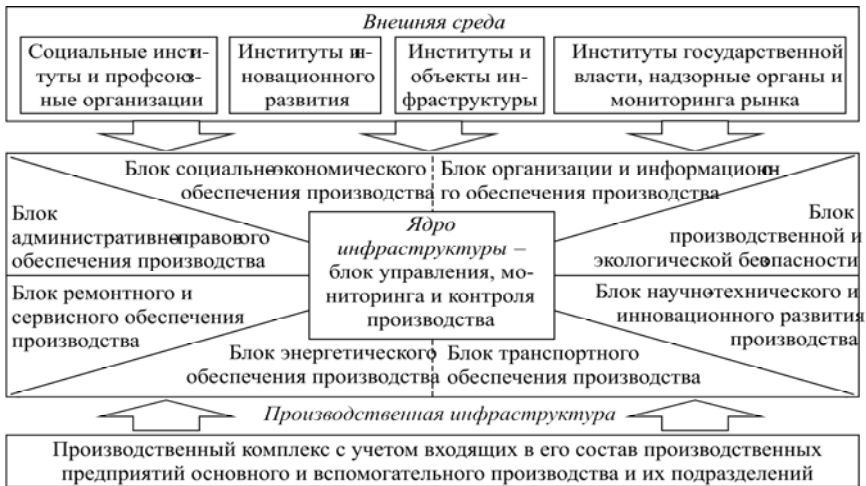 Внешняя среда
Социальные инсти-
туты и профсоюз-
ные организации
Институты ин-
новационного
развития
Институты и
объекты ин-
фраструктуры
Институты государственной
власти, надзорные органы и
мониторинга рынка
Блок социально-экономического
обеспечения производства
Блок организации и информационно-
го обеспечения производства
Блок
административно-правового
обеспечения производства
Ядро
инфраструктуры –
блок управления, мо-
ниторинга и контроля
производства
Блок
производственной и
экологической безопасности
Блок ремонтного и
сервисного обеспечения
производства
Блок научно-технического и
инновационного развития
производства
Блок энергетического
обеспечения производства
Блок транспортного
обеспечения производства
Производственная инфраструктура
Производственный комплекс с учетом входящих в его состав производственных
предприятий основного и вспомогательного производства и их подразделений